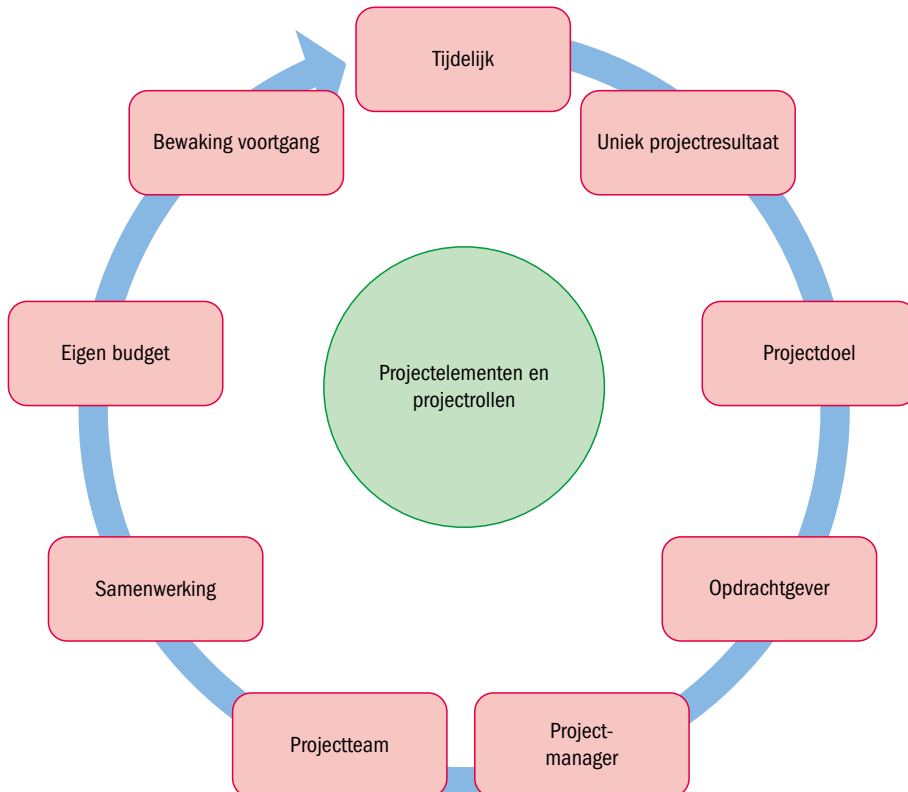 Tijdelijk
Uniek projectresultaat
Projectdoel
Opdrachtgever
Project-
manager
Projectteam
Samenwerking
Eigen budget
Bewaking voortgang
Projectelementen en
projectrollen